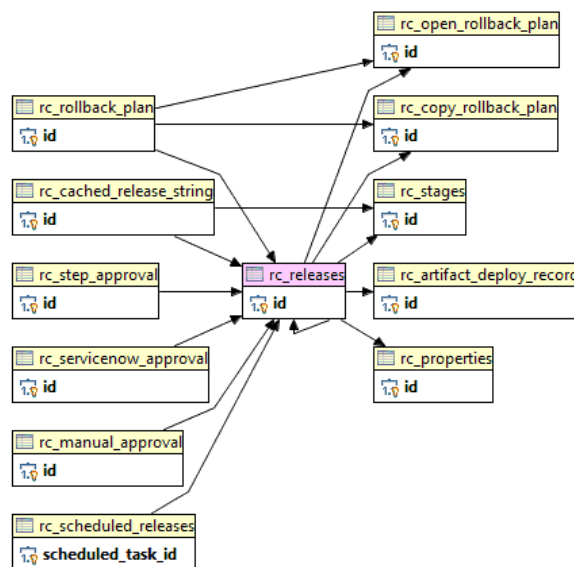 rc_open_rollback_plan
id
rc_rollback_plan
id
rc_copy_rollback_plan
id
rc_cached_release_string
id
rc_stages
id
rc_step_approval
id
rc_releases
id
rc_artifact_deploy_record
id
rc_servicenow_approval
id
rc_properties
id
rc_manual_approval
id
rc_scheduled_releases
scheduled_task_id